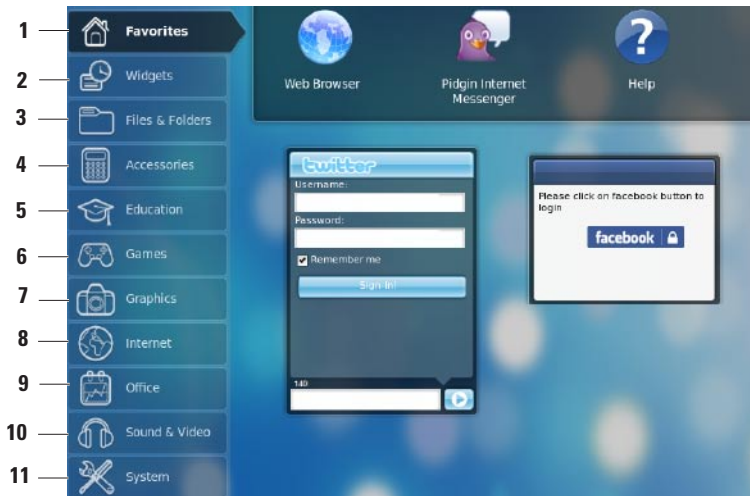 1
Favorites
2
Widgets
3
Files & Folders
4
Accessories
5
Education
6
Games
7
Graphics
8
Internet
9
Office
10
Sound & Video
11
System
Web Browser
Pidgin Internet
Messenger
?
Help
twitter
Username:
Password:
Remember me
Sign In!
140
Please click on facebook button to
login
facebook